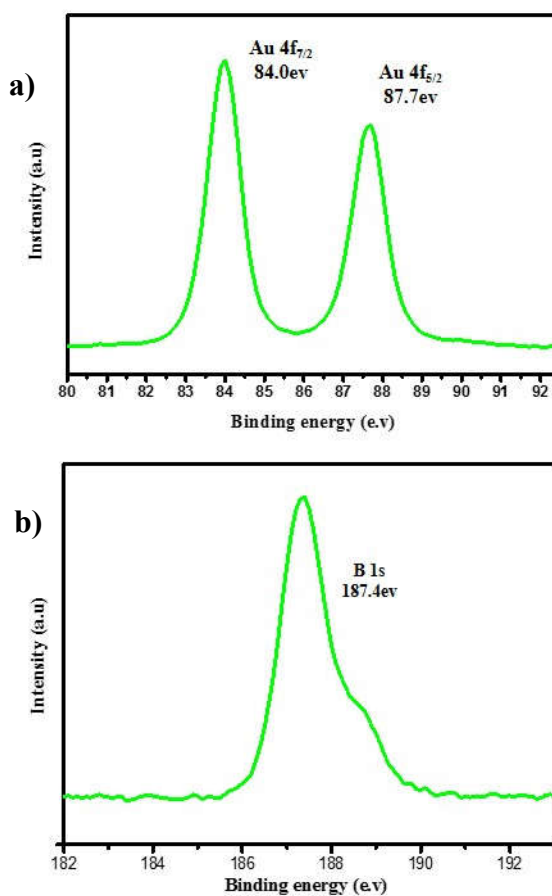 a)
Au 4f7/2
84.0ev
Au 4f5/2
87.7ev
Instensity (a.u)
80 81 82 83 84 85 86 87 88 89 90 91 92
Binding energy (e.v)
b)
B 1s
187.4ev
Intensity (a.u)
182 184 186 188 190 192
Binding energy (e.v)